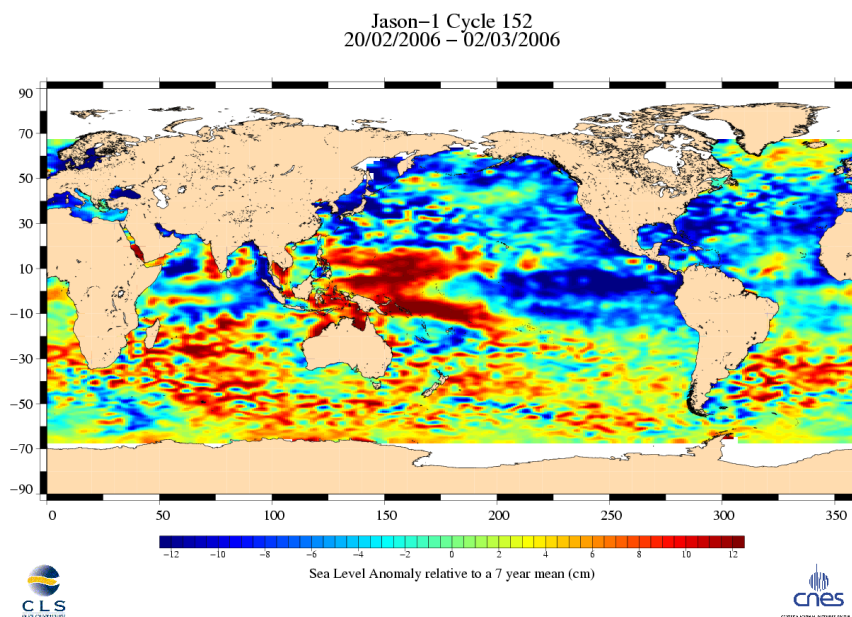 Jason−1 Cycle 152
20/02/2006 − 02/03/2006
90
70
50
30
10
−10
−30
−50
−70
−90
0 50 100 150 200 250 300 350
−12 −10 −8 −6 −4 −2 0 2 4 6 8 10 12
Sea Level Anomaly relative to a 7 year mean (cm)
CLS
cnes